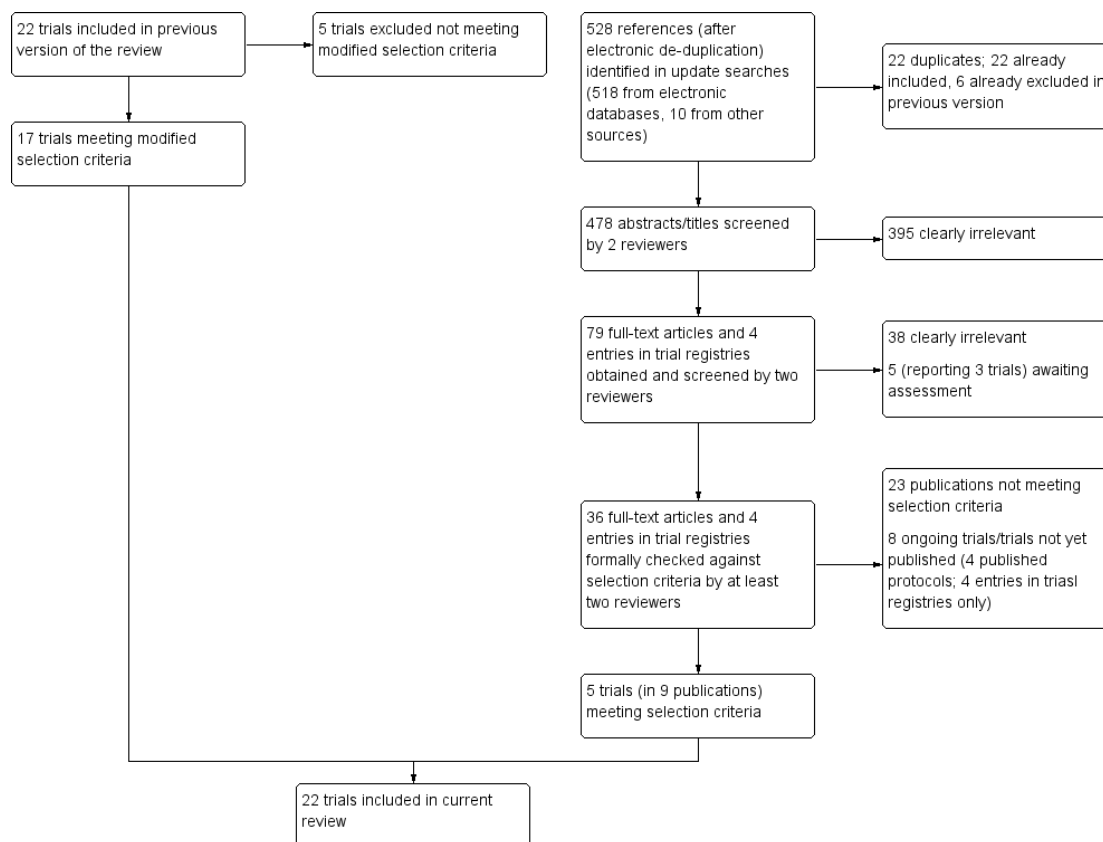 22 trials included in previous
version of the review
5 trials excluded not meeting
modified selection criteria
528 references (after
electronic de-duplication)
identified in update searches
(518 from electronic
databases, 10 from other
sources)
22 duplicates; 22 already
included, 6 already excluded in
previous version
17 trials meeting modified
selection criteria
478 abstracts/titles screened
by 2 reviewers
395 clearly irrelevant
79 full-text articles and 4
entries in trial registries
obtained and screened by two
reviewers
38 clearly irrelevant
5 (reporting 3 trials) awaiting
assessment
36 full-text articles and 4
entries in trial registries
formally checked against
selection criteria by at least
two reviewers
23 publications not meeting
selection criteria
8 ongoing trials/trials not yet
published (4 published
protocols; 4 entries in triasl
registries only)
5 trials (in 9 publications)
meeting selection criteria
22 trials included in current
review